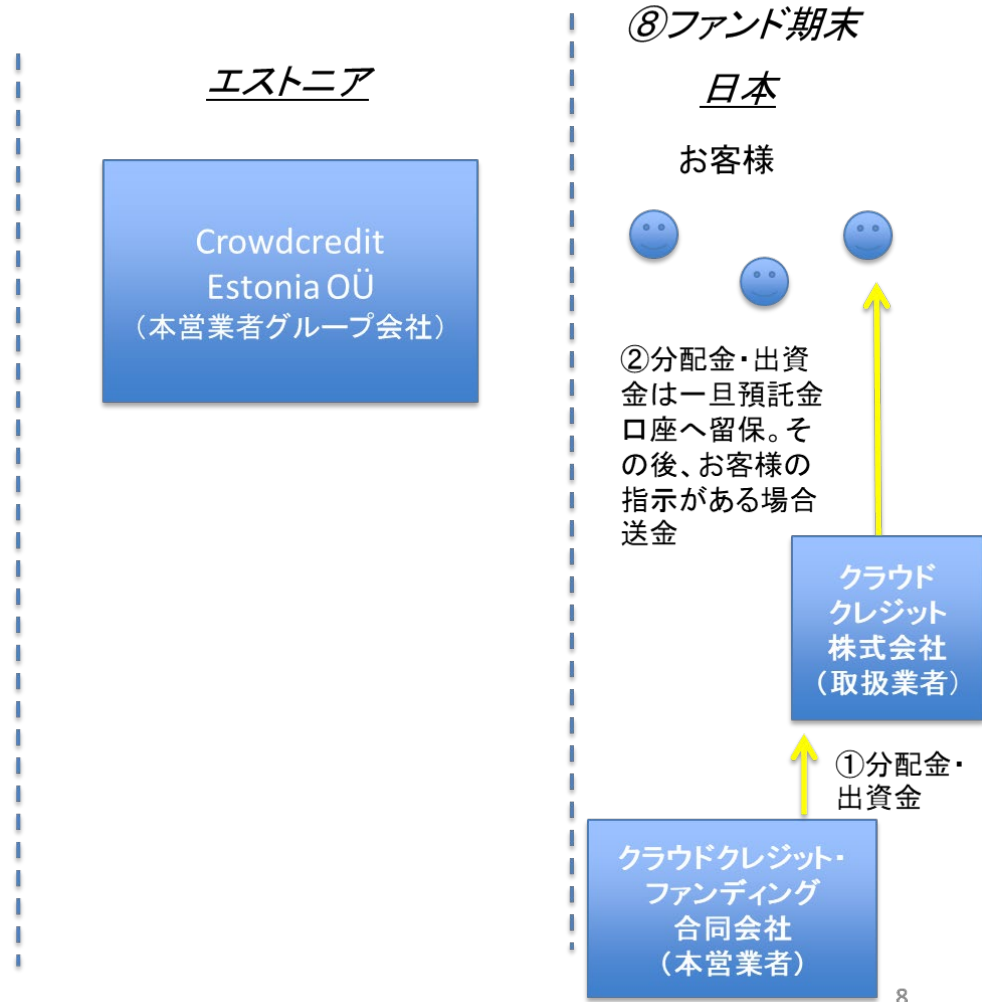 ⑧ファンド期末
エストニア
日本
お客様
Crowdcredit
Estonia OÜ
（本営業者グループ会社）
②分配金・出資
金は一旦預託金
口座へ留保。そ
の後、お客様の
指示がある場合
送金
クラウド
クレジット
株式会社
（取扱業者）
①分配金・
出資金
クラウドクレジット・
ファンディング
合同会社
（本営業者）
8